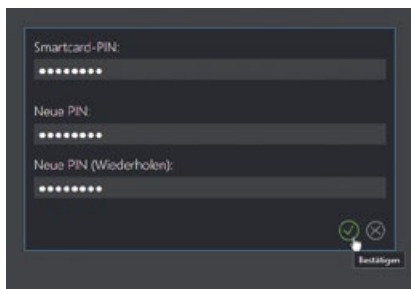 Smartcard-PIN:
••••••••
Neue PIN:
••••••••
Neue PIN (Wiederholen):
••••••••
Bestätigen